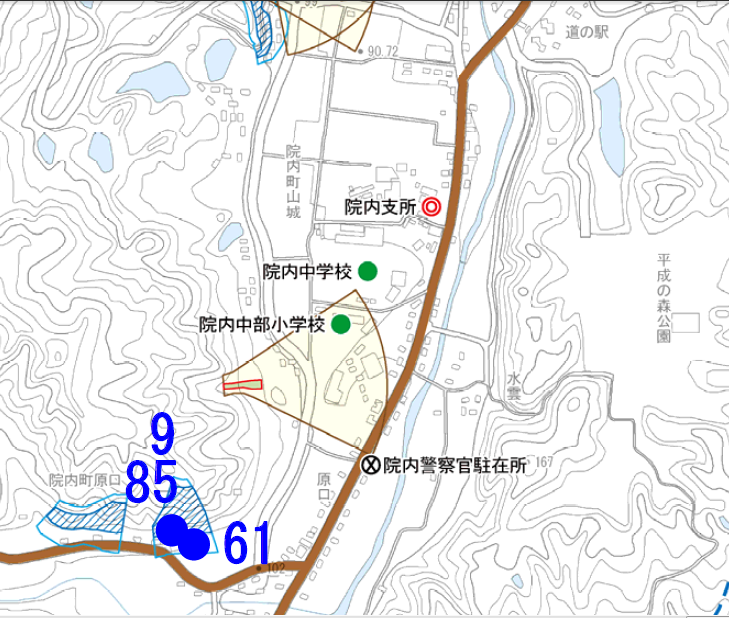 道の駅
90.72
院内町山城
院内支所
院内中学校
平成の森公園
院内中部小学校
水雲
9
院内警察官駐在所
167
院内町原口
85
原口
61
102